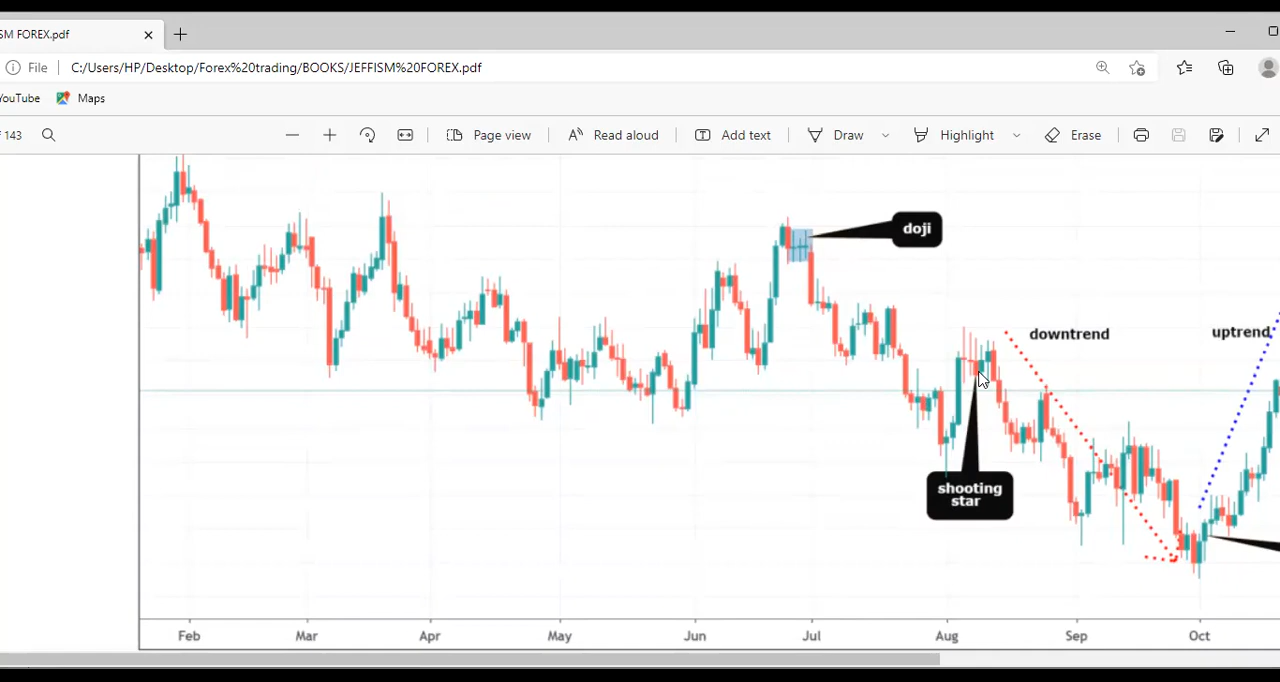 SM FOREX.pdf
File
C:/Users/HP/Desktop/Forex%20trading/BOOKS/JEFFISM%20FOREX.pdf
YouTube Maps
143 Page view Read aloud Add text Draw Highlight Erase
doji
downtrend
uptrend
shooting
star
Feb Mar Apr May Jun Jul Aug Sep Oct